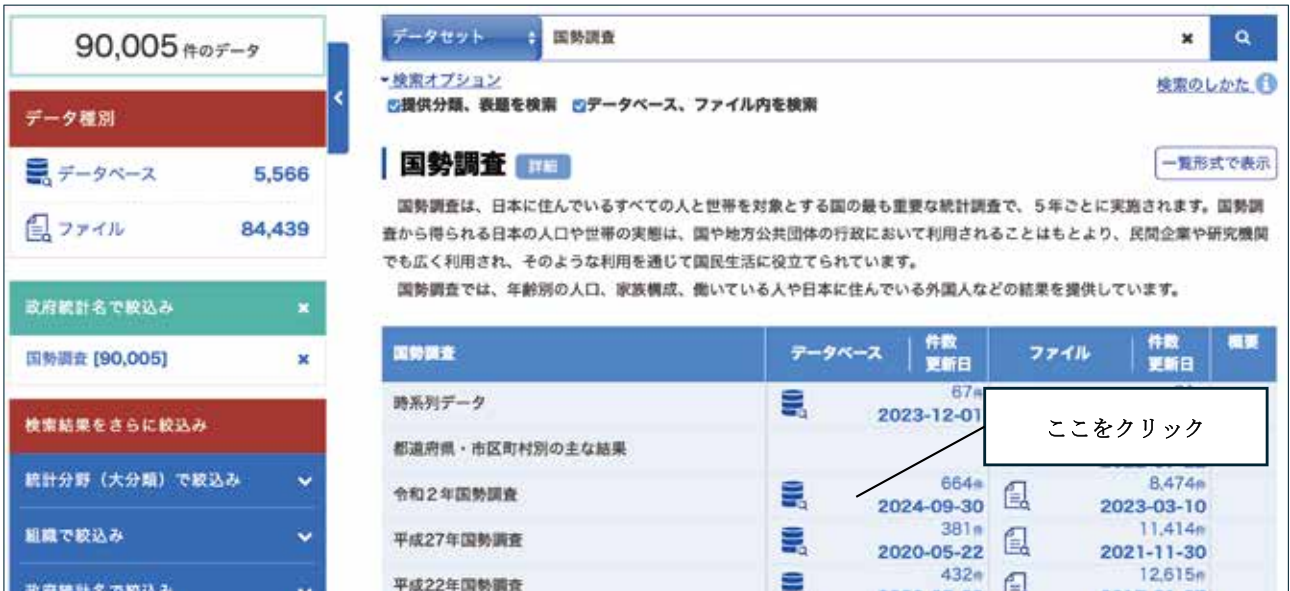 90,005 件のデータ
データ種別
データベース 5,566
ファイル 84,439
政府統計名で絞込み ×
国勢調査 [90,005] ×
検索結果をさらに絞込み
統計分野（大分類）で絞込み
組織で絞込み
政府統計名で絞込み
データセット 国勢調査 ×
検索オプション 検索のしかた
提供分類、表題を検索 データベース、ファイル内を検索
国勢調査 詳細 一覧形式で表示
国勢調査は、日本に住んでいるすべての人と世帯を対象とする国の最も重要な統計調査で、5年ごとに実施されます。国勢調
査から得られる日本の人口や世帯の実態は、国や地方公共団体の行政において利用されることはもとより、民間企業や研究機関
でも広く利用され、そのような利用を通じて国民生活に役立てられています。
国勢調査では、年齢別の人口、家族構成、働いている人や日本に住んでいる外国人などの結果を提供しています。
国勢調査 データベース 件数 更新日 ファイル 件数 更新日 概要
時系列データ 67件
2023-12-01
ここをクリック
都道府県・市区町村別の主な結果
令和2年国勢調査 664件 8,474件
2024-09-30 2023-03-10
平成27年国勢調査 381件 11,414件
2020-05-22 2021-11-30
平成22年国勢調査 432件 12,615件